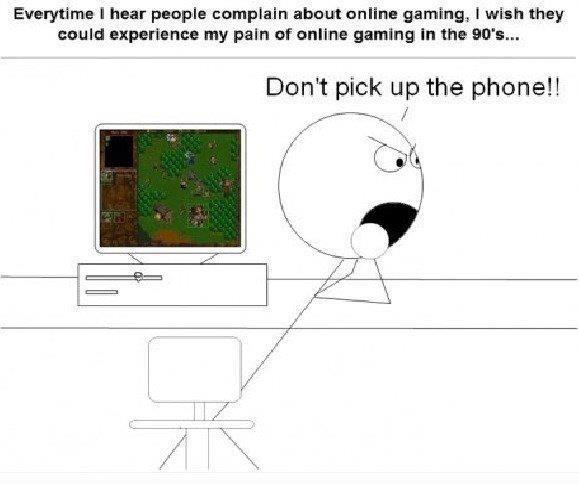 Everytime I hear people complain about online gaming, I wish they
could experience my pain of online gaming in the 90's...
Don't pick up the phone!!